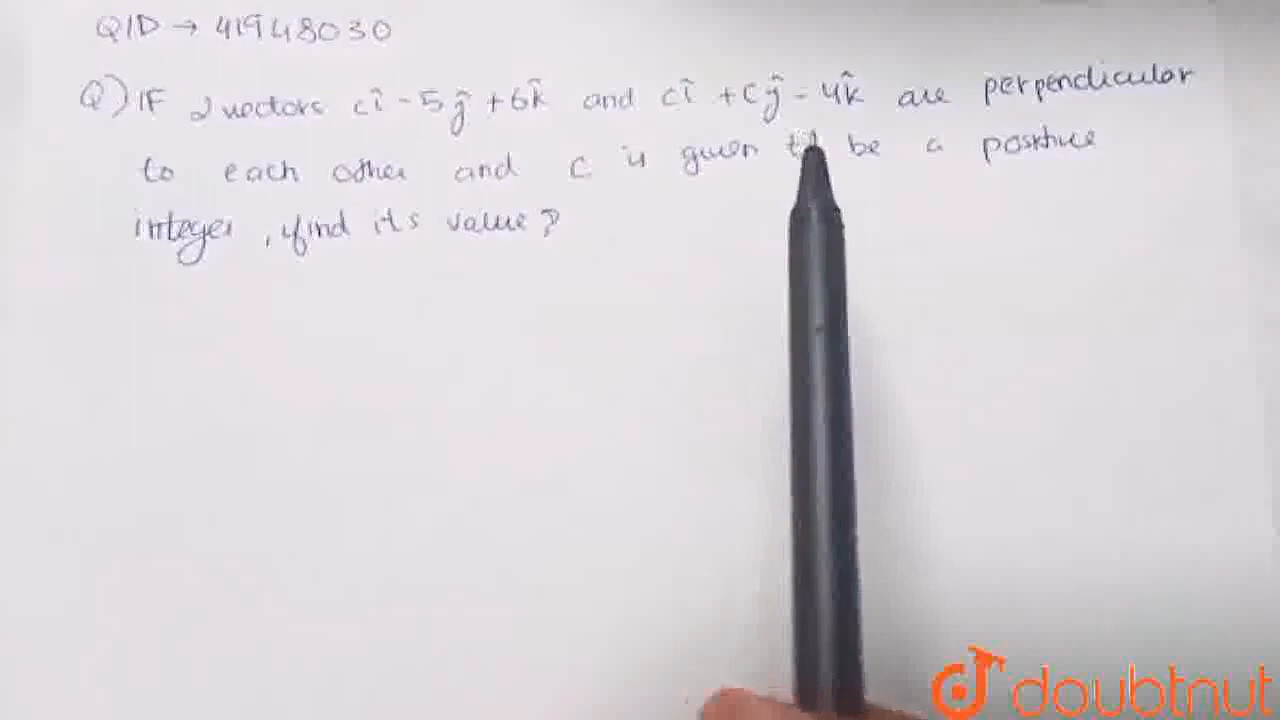 QID → 41948030
Q) IF 2 vectors cî - 5ĵ + 6k̂ and cî + cĵ - 4k̂ are perpendicular
to each other and c is given be a positive
integer, find its value?
doubtnut